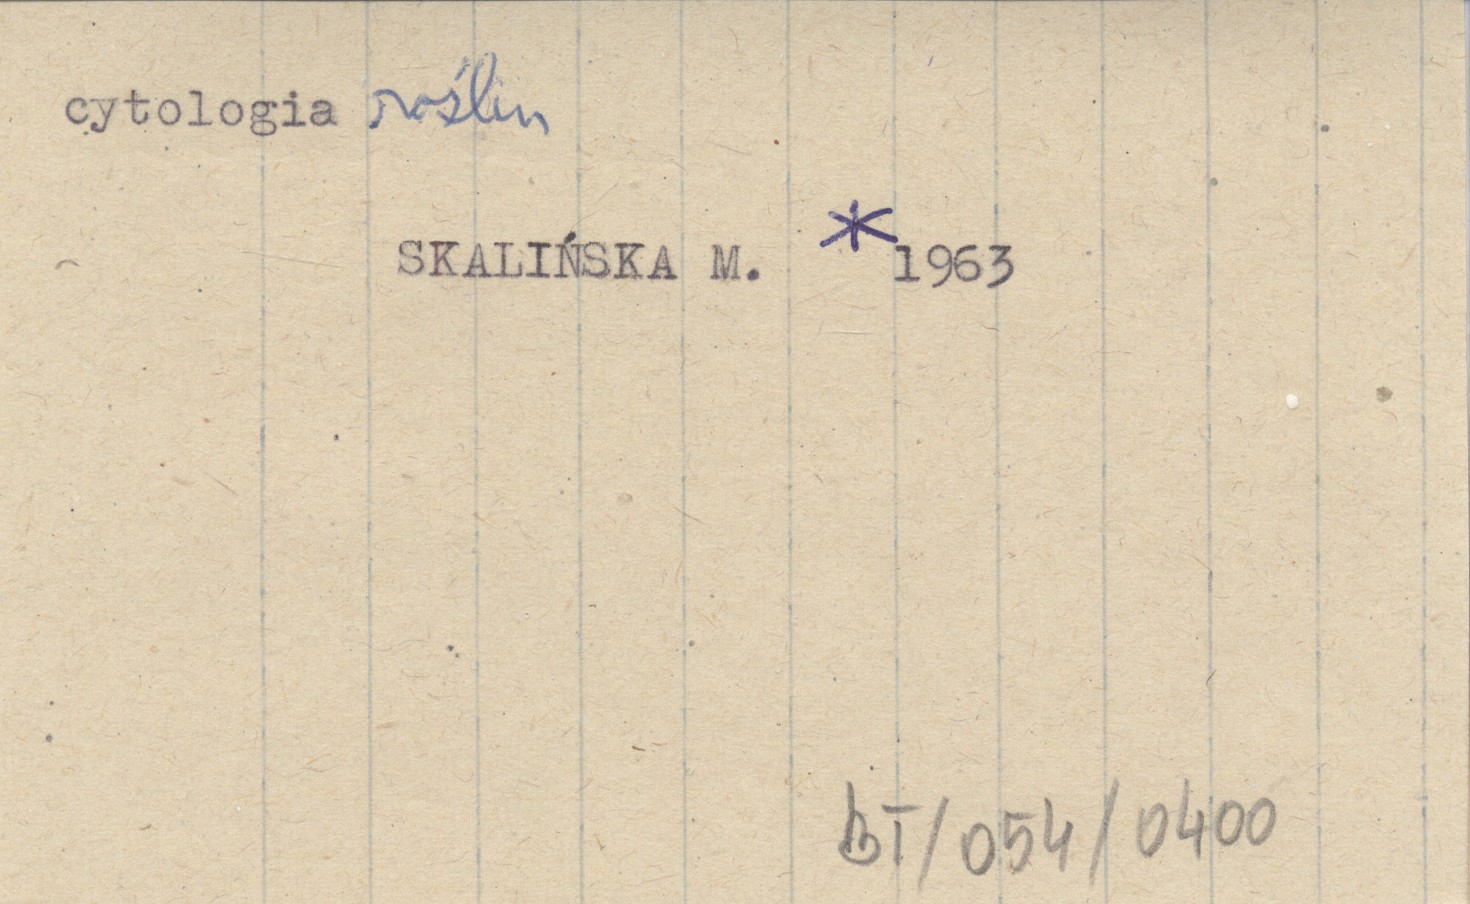 cytologia roślin
SKALIŃSKA M. * 1963
BT/054/0400